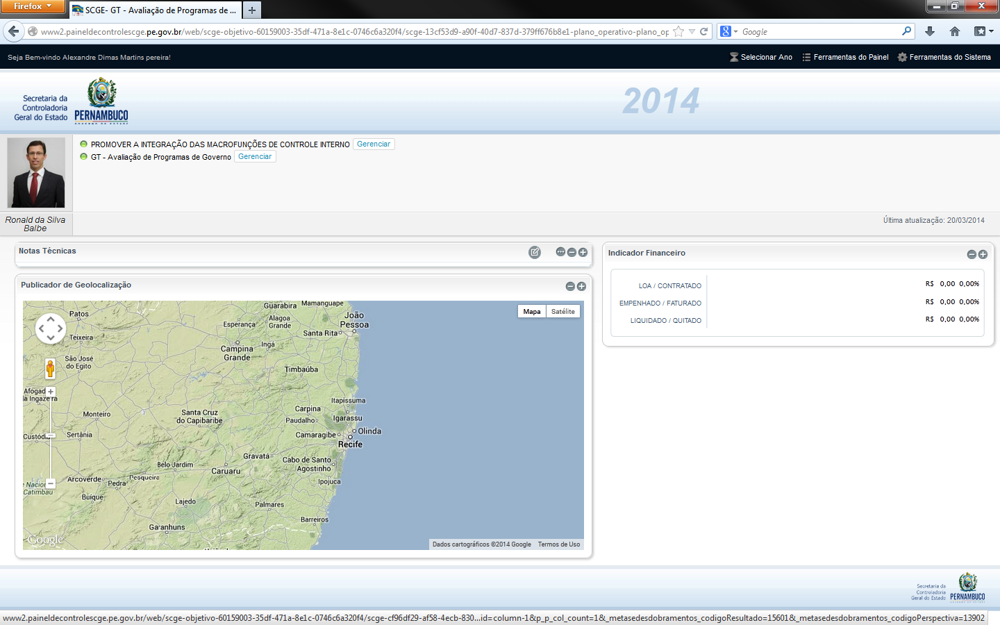 Firefox
SCGE- GT - Avaliação de Programas de ...
www2.paineldecontrolescge.pe.gov.br/web/scge-objetivo-60159003-35df-471a-8e1c-0746c6a320f4/scge-13cf53d9-a90f-40d7-837d-379ff676b8e1-plano_operativo-plano_op
Google
Seja Bem-vindo Alexandre Dimas Martins pereira!
Selecionar Ano
Ferramentas do Painel
Ferramentas do Sistema
Secretaria da
Controladoria
Geral do Estado
PERNAMBUCO
GOVERNO DO ESTADO
2014
PROMOVER A INTEGRAÇÃO DAS MACROFUNÇÕES DE CONTROLE INTERNO Gerenciar
GT - Avaliação de Programas de Governo Gerenciar
Ronald da Silva
Balbe
Última atualização: 20/03/2014
Notas Técnicas
Publicador de Geolocalização
Mapa
Satélite
Guarabira
Mamanguape
Patos
Esperança
Alagoa
Grande
João
Pessoa
Teixeira
Santa Rita
Campina
Grande
Ingá
São José
do Egito
Timbaúba
Afogad
la Ingazeira
Itapissuma
Monteiro
Santa Cruz
do Capibaribe
Carpina
Igarassu
Paudalho
Custódia
Sertânia
Camaragibe
Olinda
Recife
Gravatá
Belo Jardim
Cabo de Santo
Agostinho
Caruaru
Arcoverde
Pesqueira
Pedra
Ipojuca
e Nacion
Catimbau
Buíque
Lajedo
Palmares
Barreiros
Garanhuns
Google
Dados cartográficos ©2014 Google
Termos de Uso
Indicador Financeiro
LOA / CONTRATADO R$ 0,00 0,00%
EMPENHADO / FATURADO R$ 0,00 0,00%
LIQUIDADO / QUITADO R$ 0,00 0,00%
Secretaria da
Controladoria
Geral do Estado
PERNAMBUCO
www2.paineldecontrolescge.pe.gov.br/web/scge-objetivo-60159003-35df-471a-8e1c-0746c6a320f4/scge-cf96df29-af58-4ecb-830...id=column-1&p_p_col_count=1&_metasedesdobramentos_codigoResultado=15601&_metasedesdobramentos_codigoPerspectiva=13902